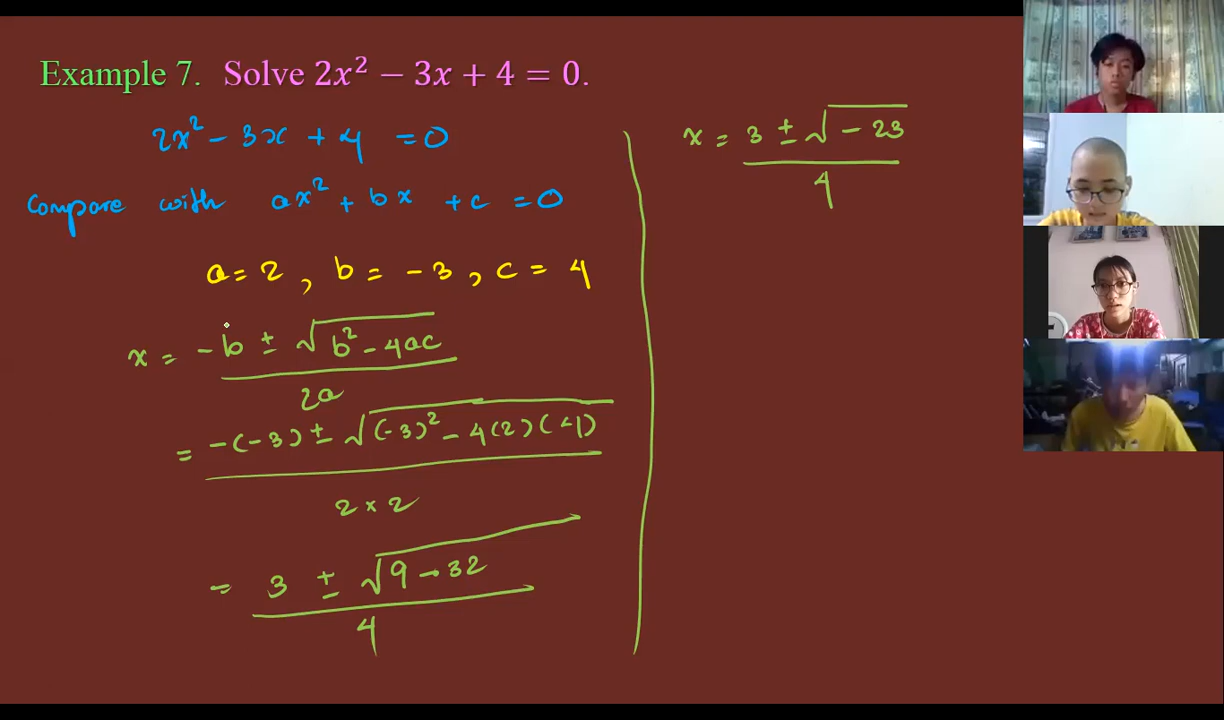 Example 7. Solve 2x² − 3x + 4 = 0.
2x² − 3x + 4 = 0
Compare with ax² + bx + c = 0
a = 2 , b = −3 , c = 4
x = −b ± √(b² − 4ac)
2a
= −(−3) ± √((−3)² − 4(2)(4))
2 × 2
= 3 ± √(9 − 32)
4
x = 3 ± √(−23)
4